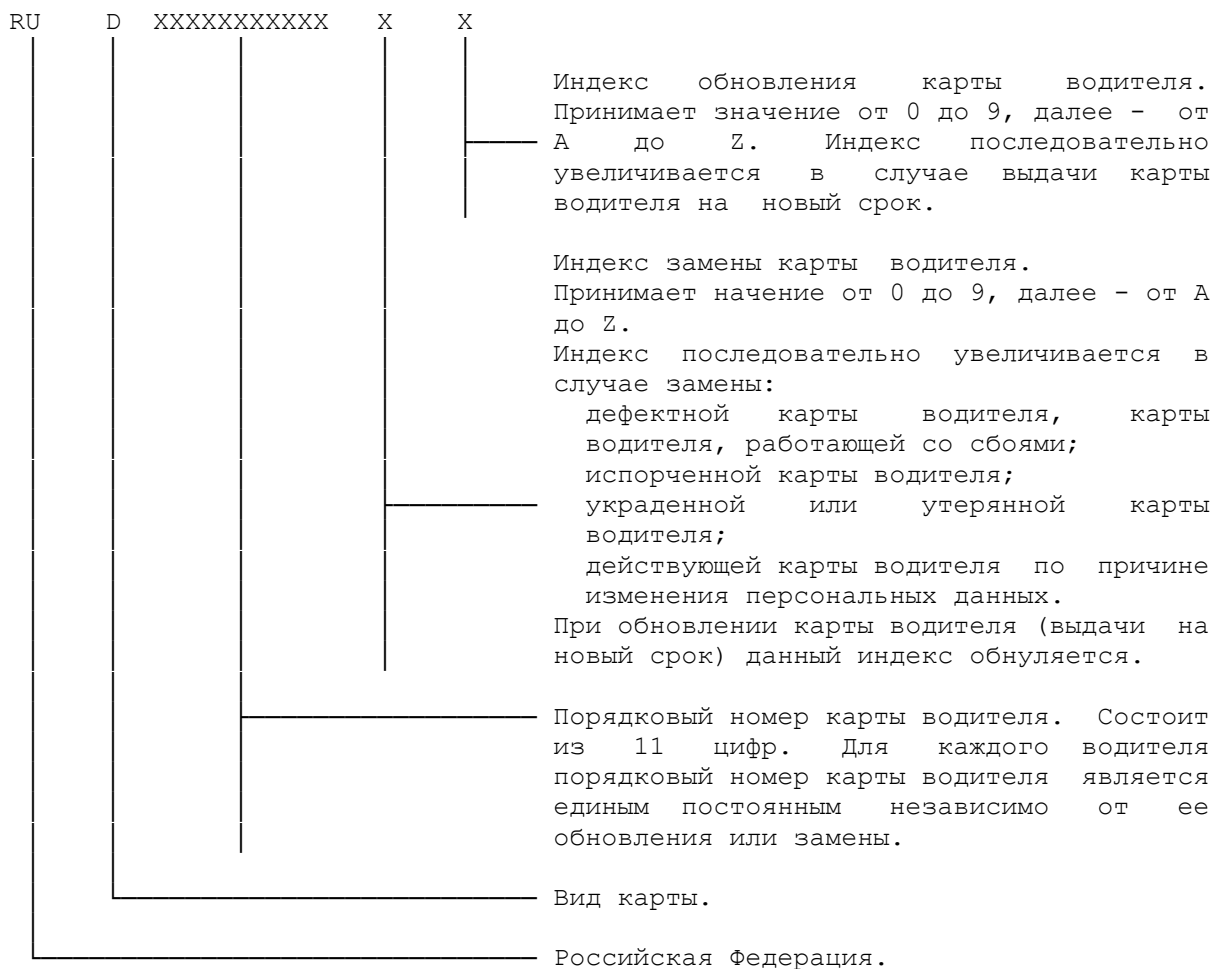 RU D XXXXXXXXXXX X X
Индекс обновления карты водителя.
Принимает значение от 0 до 9, далее - от
A до Z. Индекс последовательно
увеличивается в случае выдачи карты
водителя на новый срок.
Индекс замены карты водителя.
Принимает начение от 0 до 9, далее - от A
до Z.
Индекс последовательно увеличивается в
случае замены:
дефектной карты водителя, карты
водителя, работающей со сбоями;
испорченной карты водителя;
украденной или утерянной карты
водителя;
действующей карты водителя по причине
изменения персональных данных.
При обновлении карты водителя (выдачи на
новый срок) данный индекс обнуляется.
Порядковый номер карты водителя. Состоит
из 11 цифр. Для каждого водителя
порядковый номер карты водителя является
единым постоянным независимо от ее
обновления или замены.
Вид карты.
Российская Федерация.